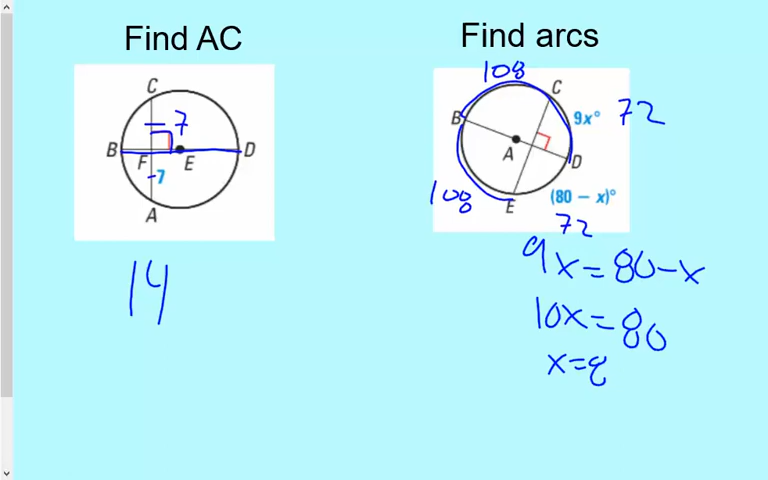 Find AC
Find arcs
C
7
B
F
E
D
7
A
14
108
C
B
9x°
72
A
D
108
E
(80 − x)°
72
9x=80-x
10x=80
x=8